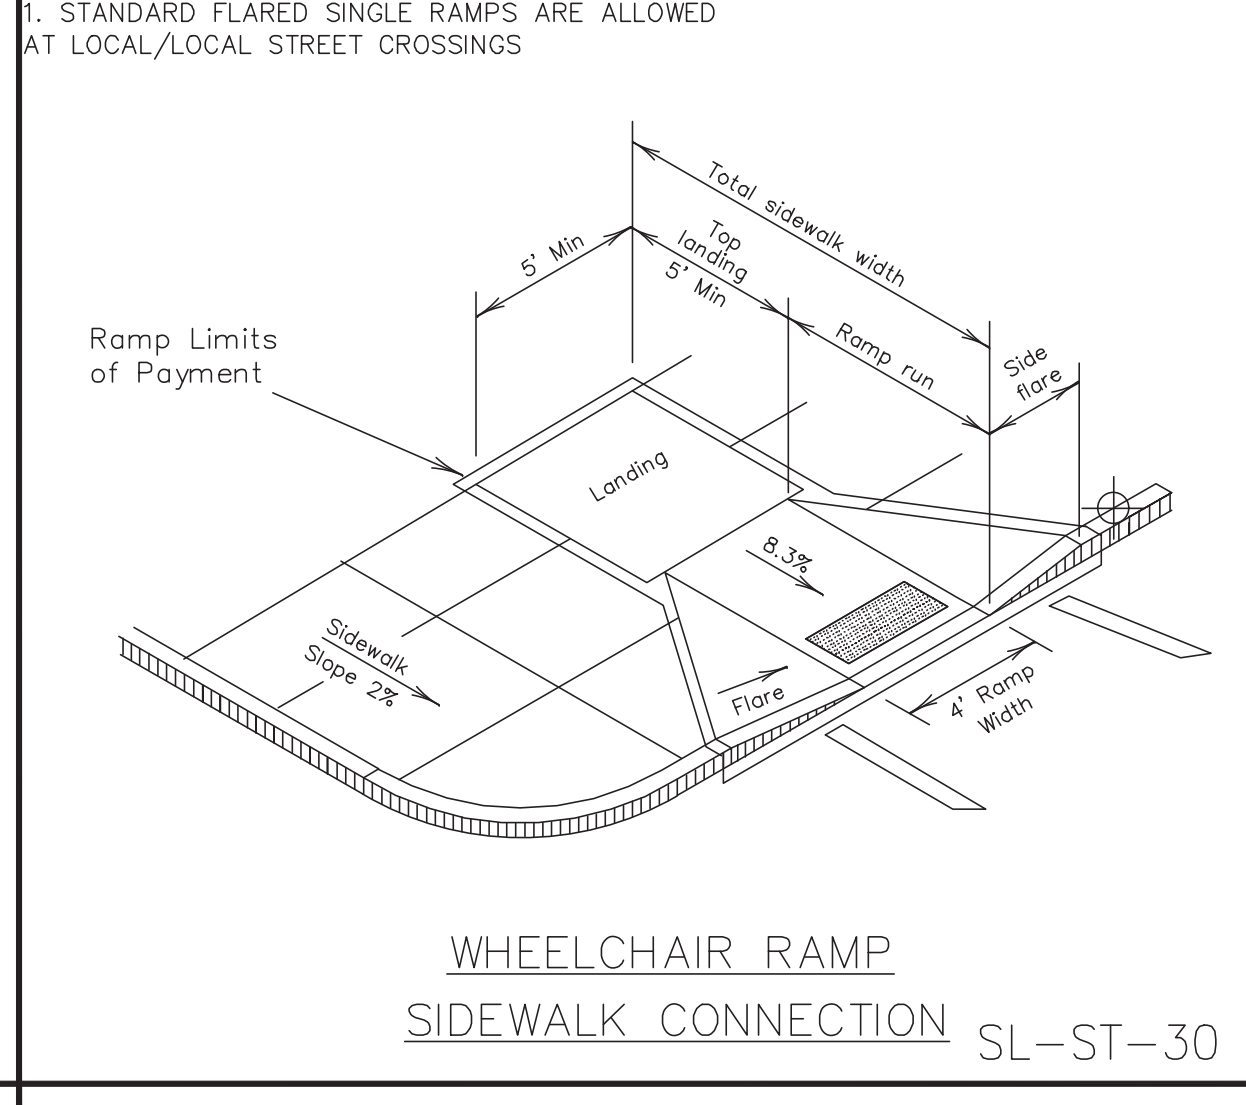 1. STANDARD FLARED SINGLE RAMPS ARE ALLOWED
AT LOCAL/LOCAL STREET CROSSINGS
Total sidewalk width
5' Min
Top
landing
5' Min
Ramp run
Side
flare
Ramp Limits
of Payment
Landing
8.3%
Sidewalk
Slope 2%
Flare
4' Ramp
Width
WHEELCHAIR RAMP
SIDEWALK CONNECTION
SL-ST-30